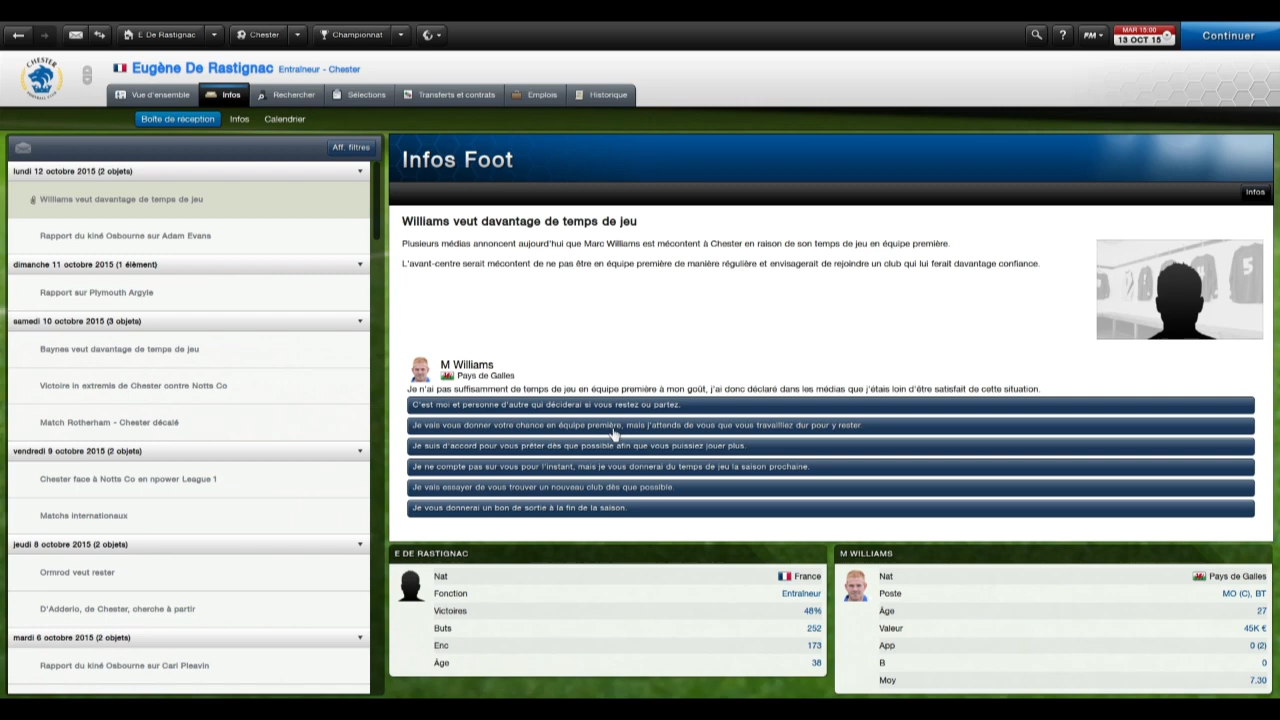 E De Rastignac
Chester
Championnat
?
FM
MAR 15:00
13 OCT 15
Continuer
CHESTER
Eugène De Rastignac Entraîneur - Chester
Vue d'ensemble
Infos
Rechercher
Sélections
Transferts et contrats
Emplois
Historique
Boîte de réception
Infos
Calendrier
Aff. filtres
lundi 12 octobre 2015 (2 objets)
Williams veut davantage de temps de jeu
Rapport du kiné Osbourne sur Adam Evans
dimanche 11 octobre 2015 (1 élément)
Rapport sur Plymouth Argyle
samedi 10 octobre 2015 (3 objets)
Baynes veut davantage de temps de jeu
Victoire in extremis de Chester contre Notts Co
Match Rotherham - Chester décalé
vendredi 9 octobre 2015 (2 objets)
Chester face à Notts Co en npower League 1
Matchs internationaux
jeudi 8 octobre 2015 (2 objets)
Ormrod veut rester
D'Adderio, de Chester, cherche à partir
mardi 6 octobre 2015 (2 objets)
Rapport du kiné Osbourne sur Carl Pleavin
Infos Foot
Infos
Williams veut davantage de temps de jeu
Plusieurs médias annoncent aujourd'hui que Marc Williams est mécontent à Chester en raison de son temps de jeu en équipe première.
L'avant-centre serait mécontent de ne pas être en équipe première de manière régulière et envisagerait de rejoindre un club qui lui ferait davantage confiance.
5
M Williams
Pays de Galles
Je n'ai pas suffisamment de temps de jeu en équipe première à mon goût, j'ai donc déclaré dans les médias que j'étais loin d'être satisfait de cette situation.
C'est moi et personne d'autre qui déciderai si vous restez ou partez.
Je vais vous donner votre chance en équipe première, mais j'attends de vous que vous travailliez dur pour y rester.
Je suis d'accord pour vous prêter dès que possible afin que vous puissiez jouer plus.
Je ne compte pas sur vous pour l'instant, mais je vous donnerai du temps de jeu la saison prochaine.
Je vais essayer de vous trouver un nouveau club dès que possible.
Je vous donnerai un bon de sortie à la fin de la saison.
E DE RASTIGNAC
Nat France
Fonction Entraîneur
Victoires 48%
Buts 252
Enc 173
Âge 38
M WILLIAMS
Nat Pays de Galles
Poste MO (C), BT
Âge 27
Valeur 45K €
App 0 (2)
B 0
Moy 7.30